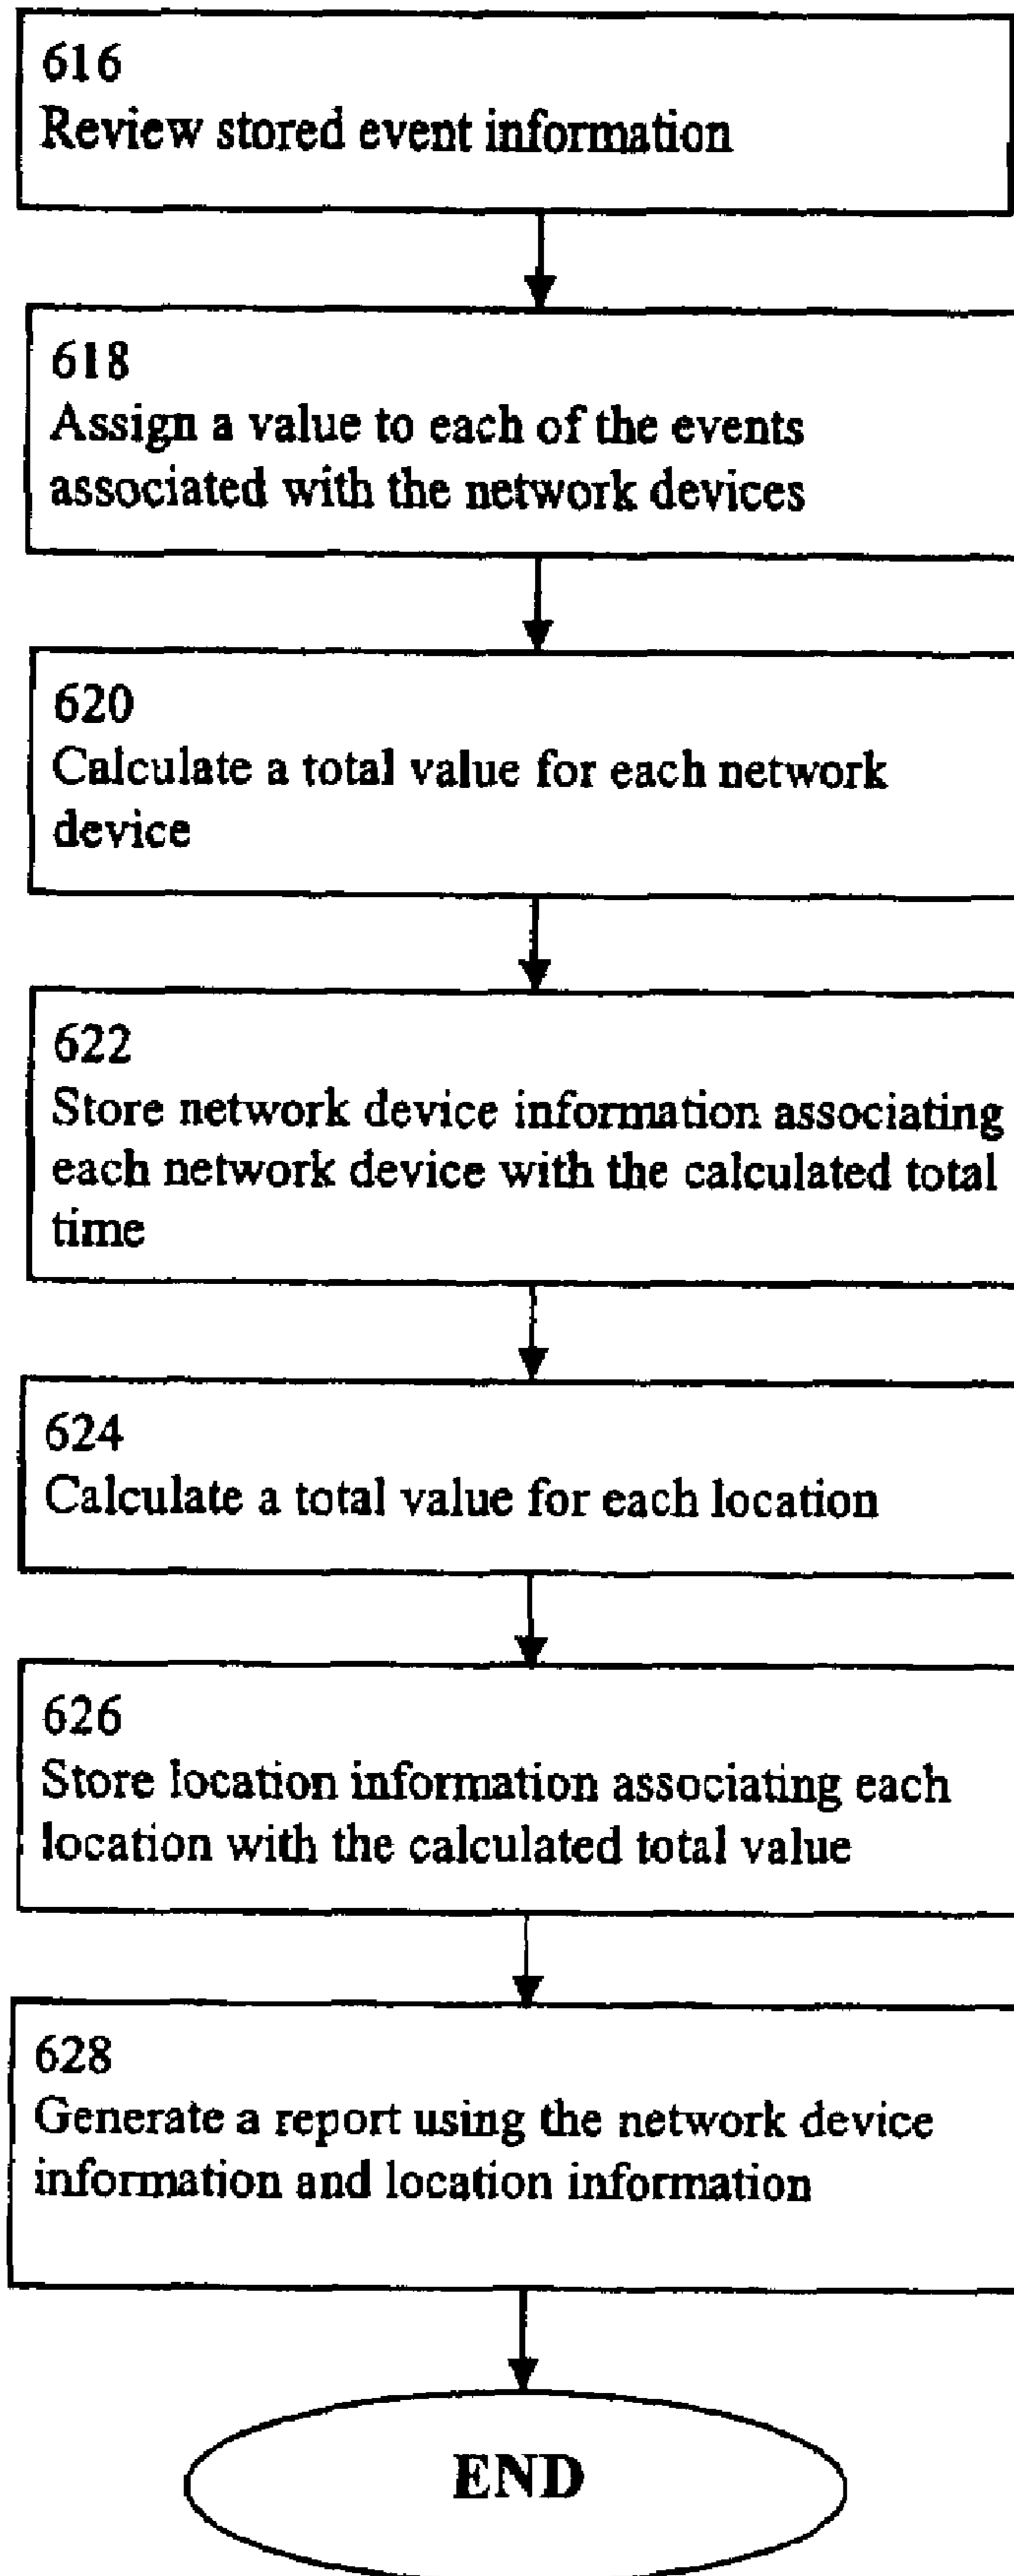 616
Review stored event information
618
Assign a value to each of the events
associated with the network devices
620
Calculate a total value for each network
device
622
Store network device information associating
each network device with the calculated total
time
624
Calculate a total value for each location
626
Store location information associating each
location with the calculated total value
628
Generate a report using the network device
information and location information
END